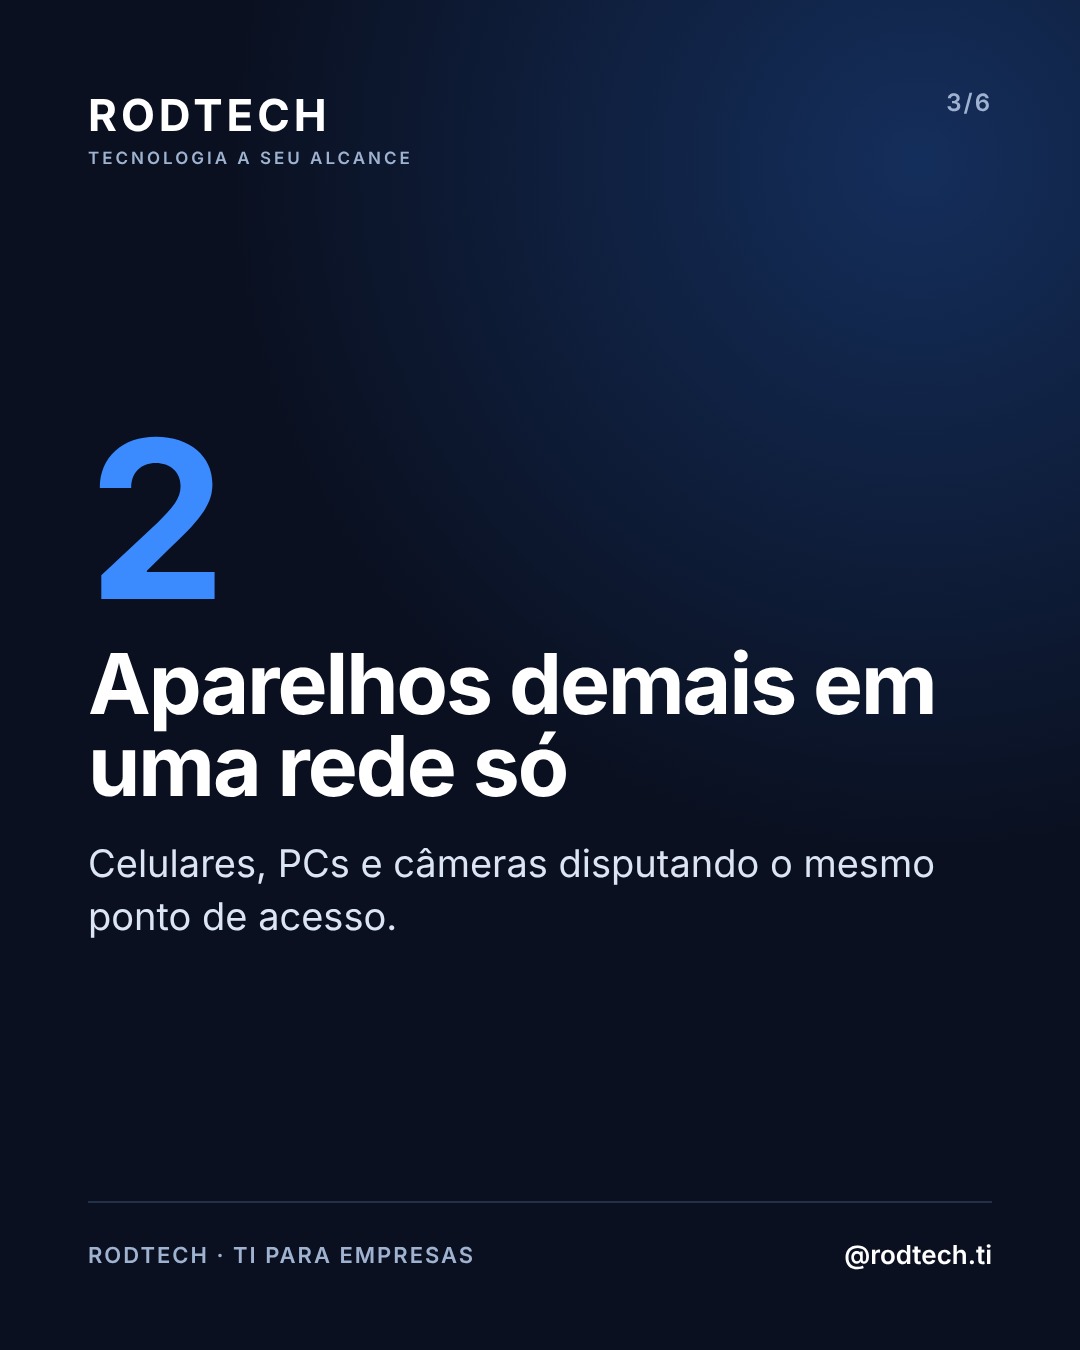 RODTECH
TECNOLOGIA A SEU ALCANCE
3/6
2
Aparelhos demais em
uma rede só
Celulares, PCs e câmeras disputando o mesmo
ponto de acesso.
RODTECH · TI PARA EMPRESAS
@rodtech.ti